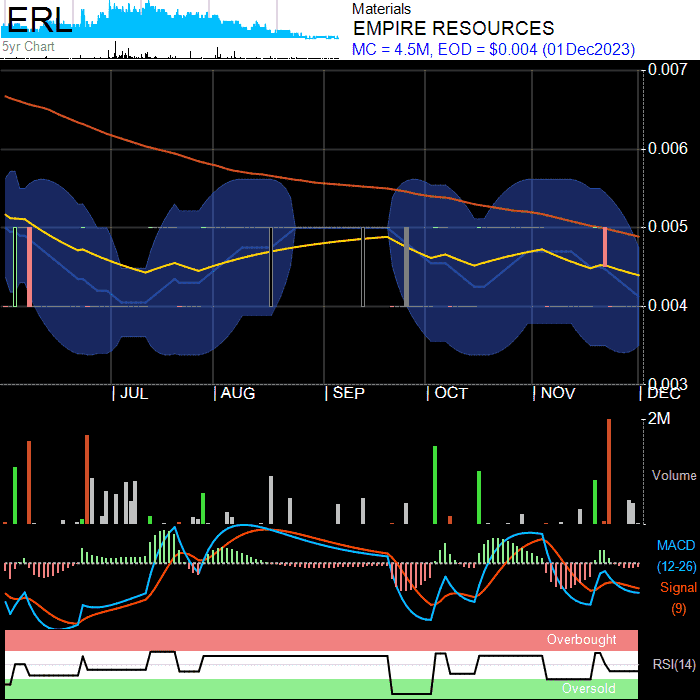 ERL
5yr Chart
Materials
EMPIRE RESOURCES
MC = 4.5M, EOD = $0.004 (01Dec2023)
0.007
0.006
0.005
0.004
0.003
JUL
AUG
SEP
OCT
NOV
DEC
2M
Volume
MACD
(12-26)
Signal
(9)
Overbought
RSI(14)
Oversold